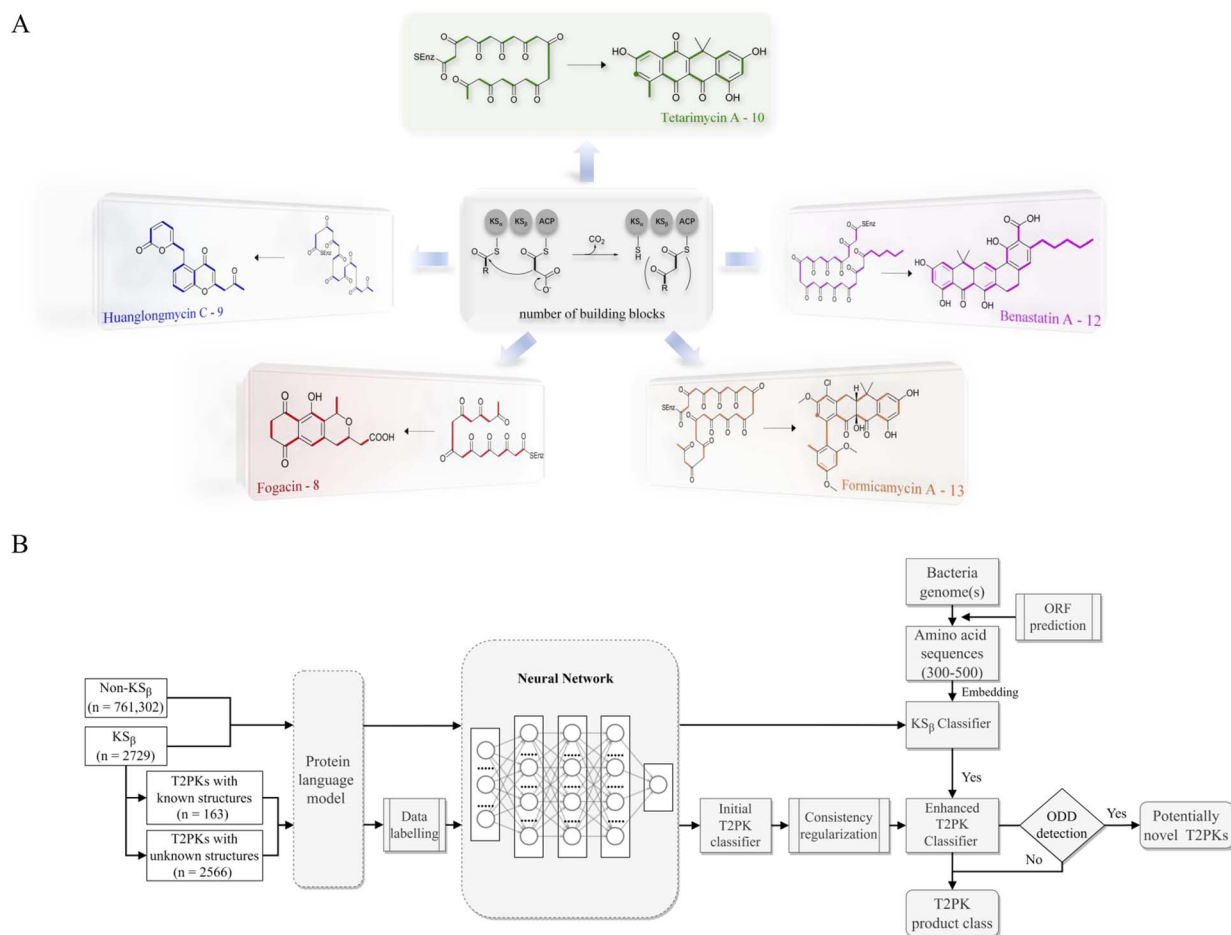 A
SEnz
Tetarimycin A - 10
Huanglongmycin C - 9
KSα KSβ ACP
CO2
KSα KSβ ACP
number of building blocks
Benastatin A - 12
Fogacin - 8
Formicamycin A - 13
B
Bacteria
genome(s)
ORF
prediction
Amino acid
sequences
(300-500)
Embedding
Non-KSβ
(n = 761,302)
KSβ
(n = 2729)
T2PKs with
known structures
(n = 163)
T2PKs with
unknown structures
(n = 2566)
Protein
language
model
Data
labelling
Neural Network
KSβ Classifier
Yes
Initial
T2PK
classifier
Consistency
regularization
Enhanced
T2PK
Classifier
ODD
detection
Yes
No
Potentially
novel T2PKs
T2PK
product class